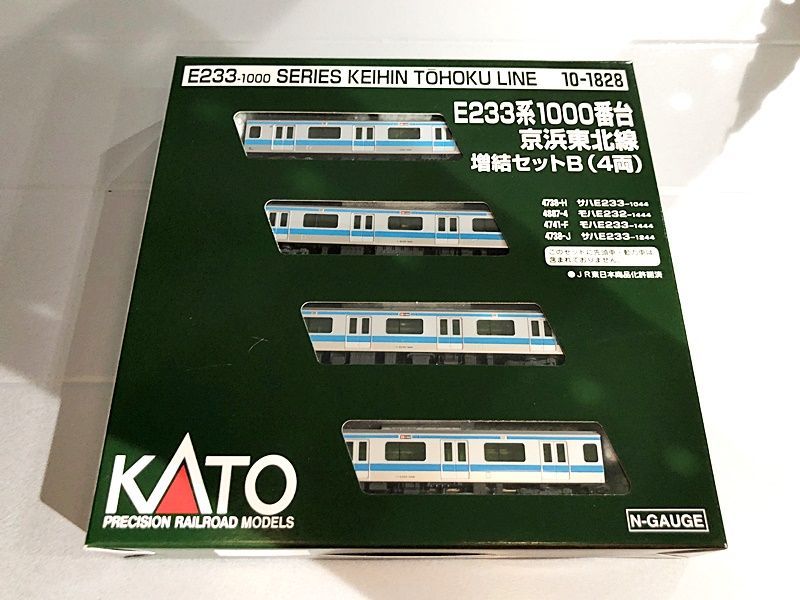 E233-1000 SERIES KEIHIN TŌHOKU LINE 10-1828
E233系1000番台
京浜東北線
増結セットB(4両)
4738-H サハE233-1044
4887-4 モハE232-1444
4741-F モハE233-1444
4738-J サハE233-1244
このセットに先頭車・動力車は
含まれておりません。
●JR東日本商品化許諾済
KATO
PRECISION RAILROAD MODELS
N-GAUGE